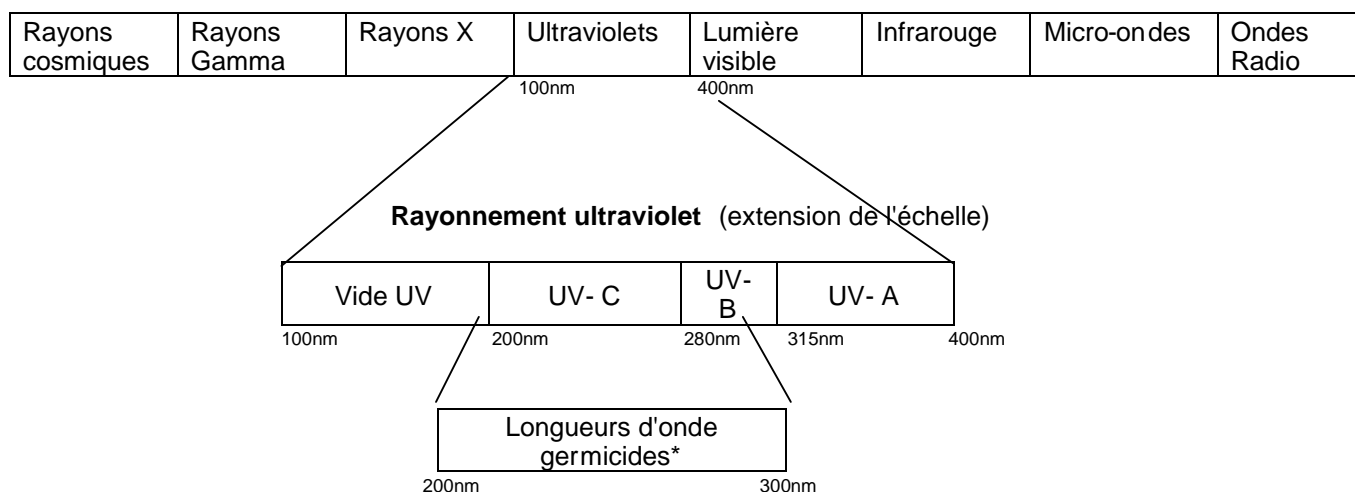 Rayons cosmiques
Rayons Gamma
Rayons X
Ultraviolets
Lumière visible
Infrarouge
Micro-ondes
Ondes Radio
100nm
400nm
Rayonnement ultraviolet (extension de l'échelle)
Vide UV
UV- C
UV-
B
UV- A
100nm
200nm
280nm
315nm
400nm
Longueurs d'onde
germicides*
200nm
300nm